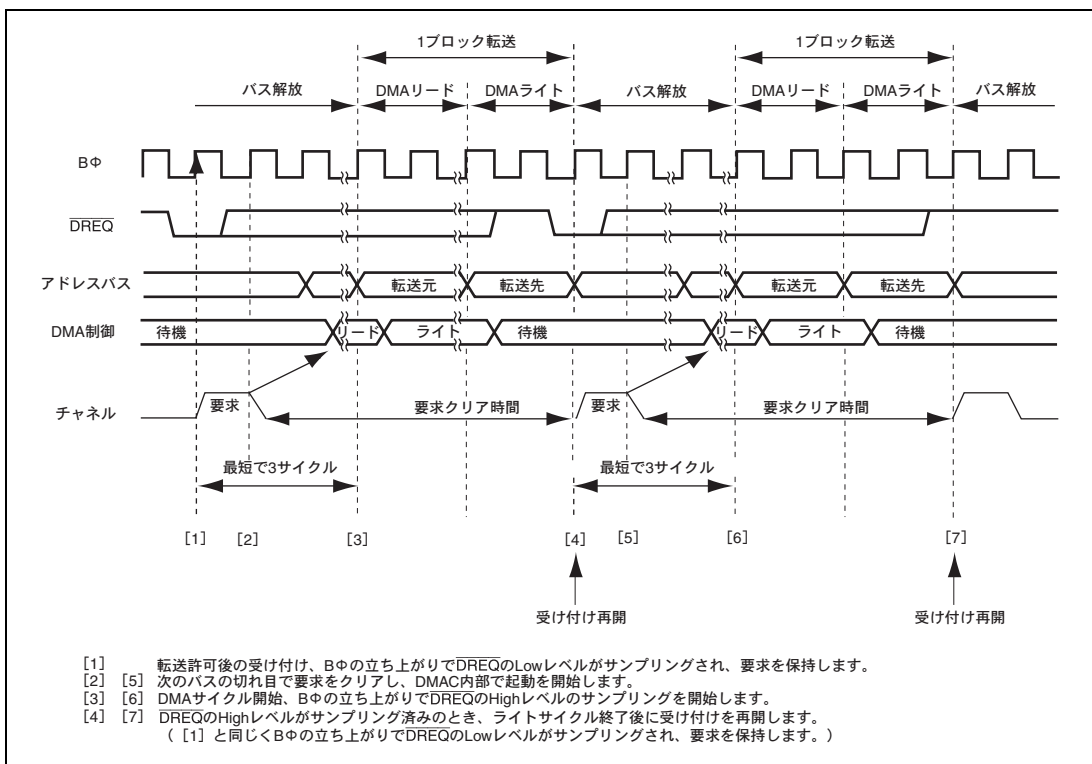 1ブロック転送 1ブロック転送
バス解放 DMAリード DMAライト バス解放 DMAリード DMAライト バス解放
BΦ
DREQ
アドレスバス 転送元 転送先 転送元 転送先
DMA制御 待機 リード ライト 待機 リード ライト 待機
チャネル 要求 要求クリア時間 要求 要求クリア時間
最短で3サイクル 最短で3サイクル
[1] [2] [3] [4] [5] [6] [7]
受け付け再開 受け付け再開
[1] 転送許可後の受け付け、BΦの立ち上がりでDREQのLowレベルがサンプリングされ、要求を保持します。
[2] [5] 次のバスの切れ目で要求をクリアし、DMAC内部で起動を開始します。
[3] [6] DMAサイクル開始、BΦの立ち上がりでDREQのHighレベルのサンプリングを開始します。
[4] [7] DREQのHighレベルがサンプリング済みのとき、ライトサイクル終了後に受け付けを再開します。
( [1] と同じくBΦの立ち上がりでDREQのLowレベルがサンプリングされ、要求を保持します。)